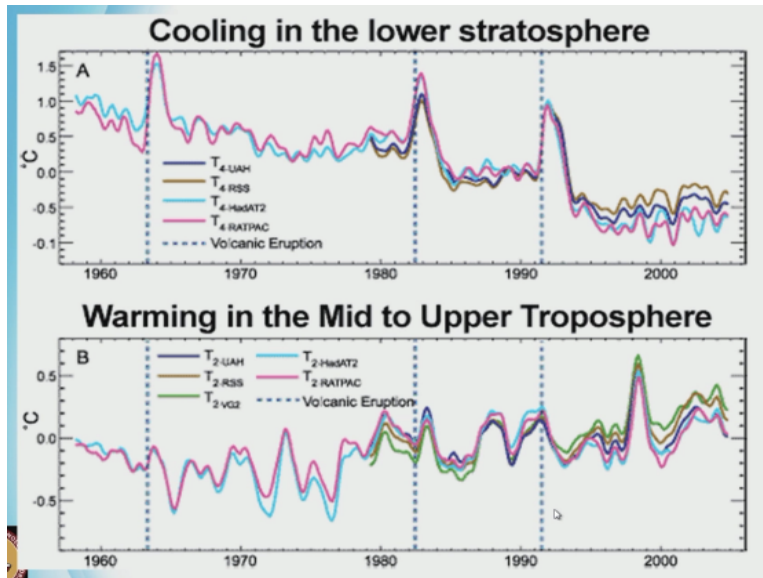 Cooling in the lower stratosphere
A
1.5
1.0
0.5
0.0
-0.5
-0.1
°C
T4-UAH
T4-RSS
T4-HadAT2
T4-RATPAC
Volcanic Eruption
1960 1970 1980 1990 2000
Warming in the Mid to Upper Troposphere
B
0.5
0.0
-0.5
°C
T2-UAH T2-HadAT2
T2-RSS T2-RATPAC
T2-VG2 Volcanic Eruption
1960 1970 1980 1990 2000